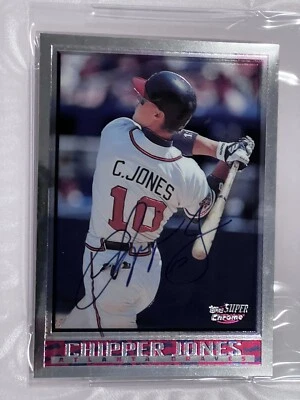 C.JONES
10
Topps SUPER
Chrome
CHIPPER JONES
ATLANTA BRAVES